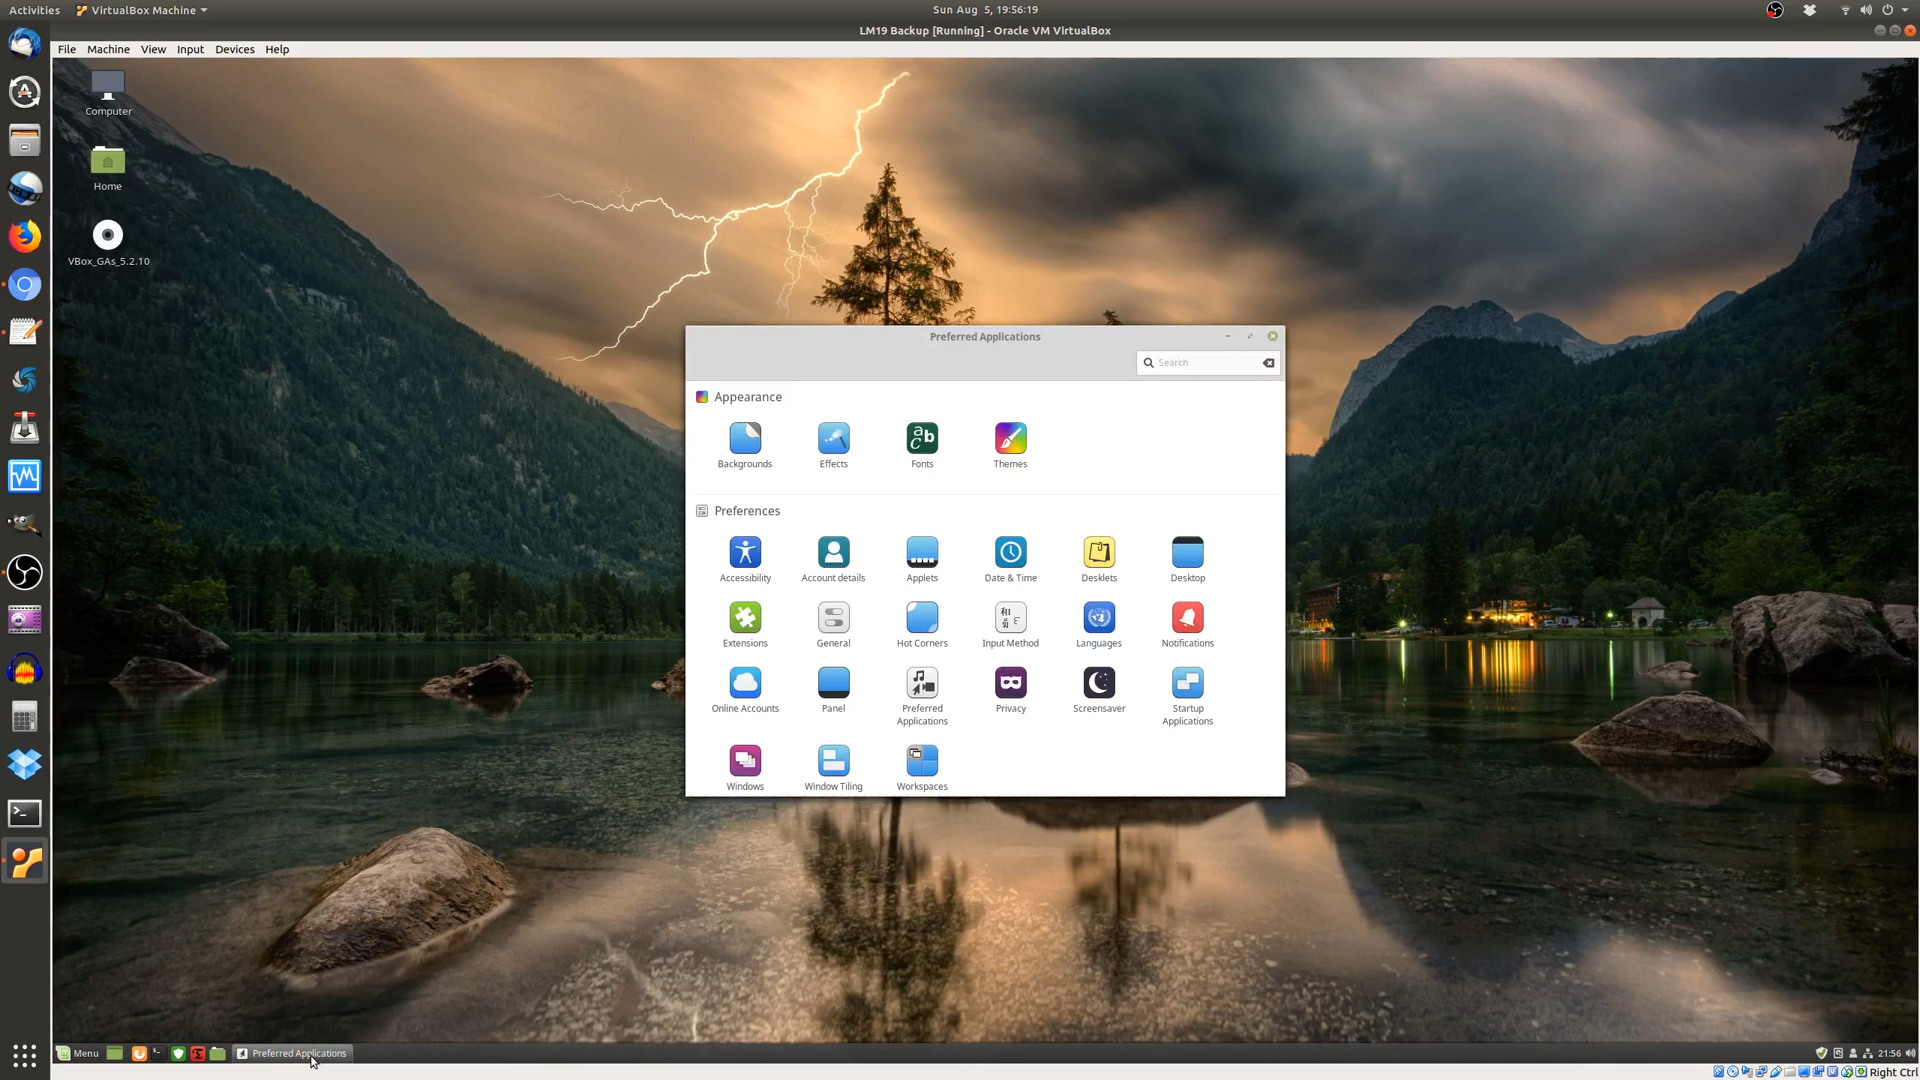 Activities VirtualBox Machine Sun Aug 5, 19:56:19
LM19 Backup [Running] - Oracle VM VirtualBox
File Machine View Input Devices Help
Computer
Home
VBox_GAs_5.2.10
Preferred Applications
Search
Appearance
Backgrounds Effects Fonts Themes
Preferences
Accessibility Account details Applets Date & Time Desklets Desktop
Extensions General Hot Corners Input Method Languages Notifications
Online Accounts Panel Preferred Applications Privacy Screensaver Startup Applications
Windows Window Tiling Workspaces
Menu Preferred Applications 21:56
Right Ctrl